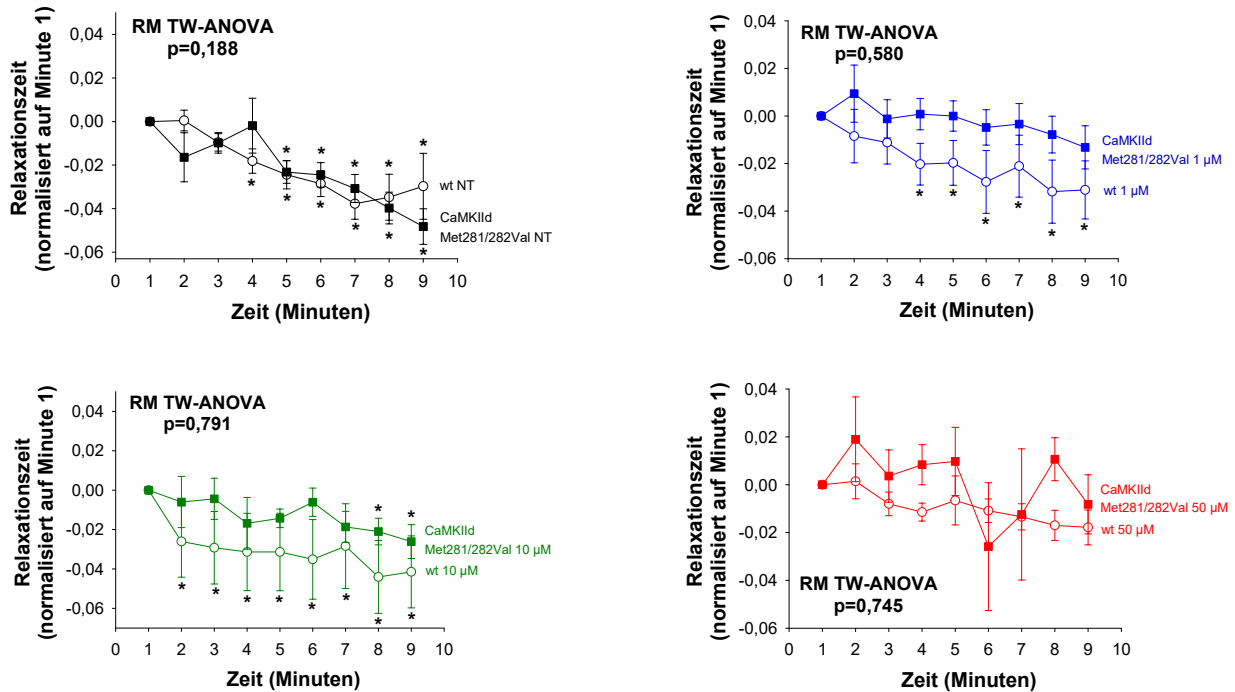 RM TW-ANOVA
p=0,188
Relaxationszeit
(normalisiert auf Minute 1)
0,04
0,02
0,00
-0,02
-0,04
-0,06
*
*
*
*
*
*
*
*
*
*
*
wt NT
CaMKIId
Met281/282Val NT
0 1 2 3 4 5 6 7 8 9 10
Zeit (Minuten)
RM TW-ANOVA
p=0,580
Relaxationszeit
(normalisiert auf Minute 1)
0,04
0,02
0,00
-0,02
-0,04
-0,06
*
*
*
*
*
*
CaMKIId
Met281/282Val 1 µM
wt 1 µM
0 1 2 3 4 5 6 7 8 9 10
Zeit (Minuten)
RM TW-ANOVA
p=0,791
Relaxationszeit
(normalisiert auf Minute 1)
0,04
0,02
0,00
-0,02
-0,04
-0,06
*
*
*
*
*
*
*
*
*
*
CaMKIId
Met281/282Val 10 µM
wt 10 µM
0 1 2 3 4 5 6 7 8 9 10
Zeit (Minuten)
Relaxationszeit
(normalisiert auf Minute 1)
0,04
0,02
0,00
-0,02
-0,04
-0,06
CaMKIId
Met281/282Val 50 µM
wt 50 µM
RM TW-ANOVA
p=0,745
0 1 2 3 4 5 6 7 8 9 10
Zeit (Minuten)